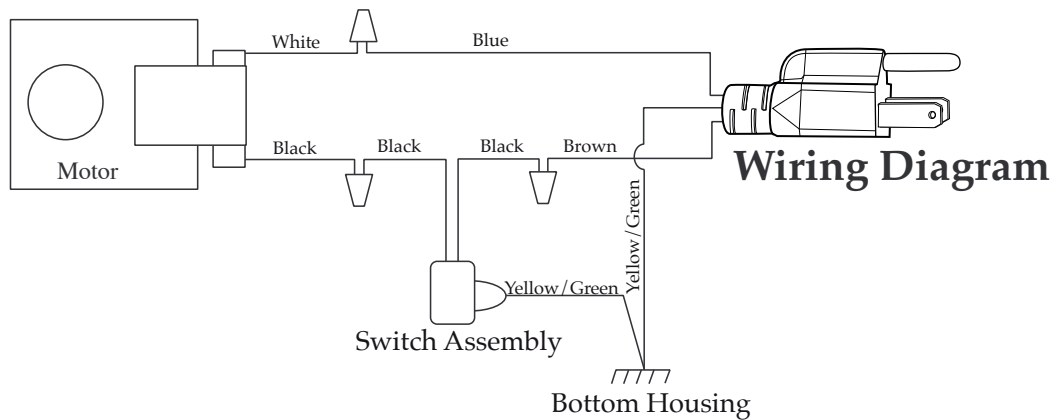 White
Blue
Black
Black
Black
Brown
Motor
Wiring Diagram
Yellow/Green
Yellow/Green
Switch Assembly
Bottom Housing